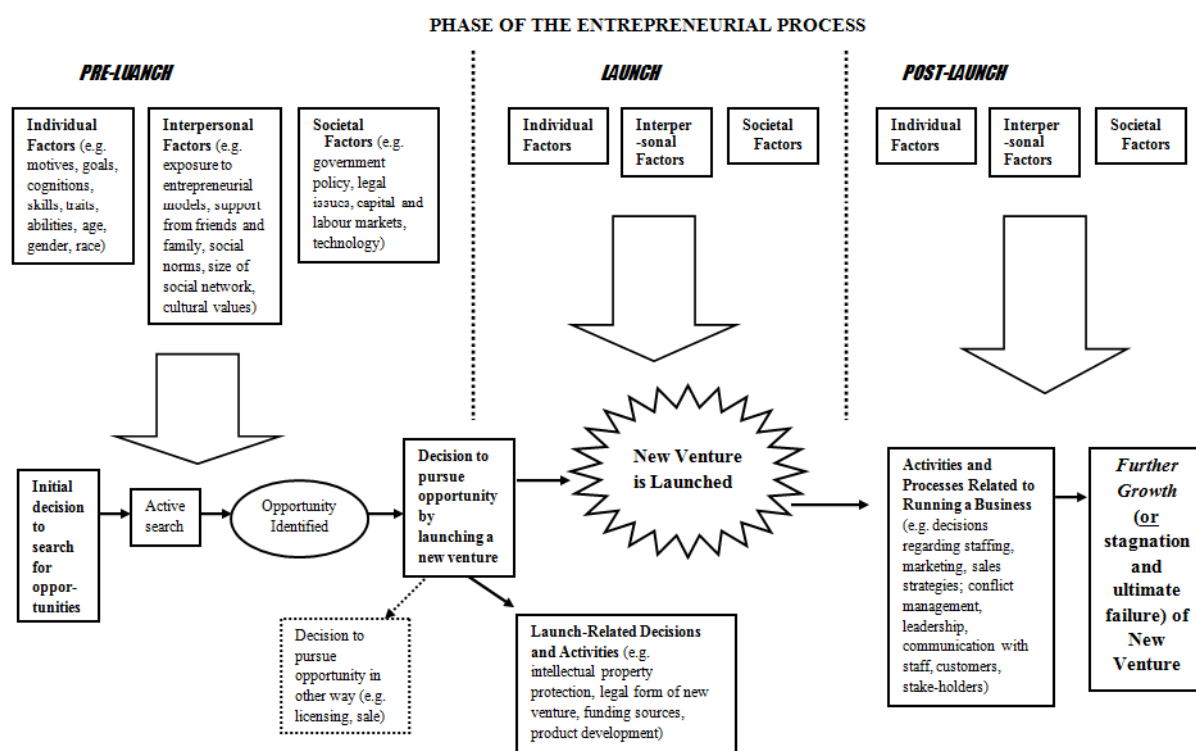 PHASE OF THE ENTREPRENEURIAL PROCESS
PRE-LUANCH
LAUNCH
POST-LAUNCH
Individual
Factors (e.g.
motives, goals,
cognitions,
skills, traits,
abilities, age,
gender, race)
Interpersonal
Factors (e.g.
exposure to
entrepreneurial
models, support
from friends and
family, social
norms, size of
social network,
cultural values)
Societal
Factors (e.g.
government
policy, legal
issues, capital and
labour markets,
technology)
Individual
Factors
Interper
-sonal
Factors
Societal
Factors
Individual
Factors
Interper
-sonal
Factors
Societal
Factors
Initial
decision
to
search
for
oppor-
tunities
Active
search
Opportunity
Identified
Decision to
pursue
opportunity
by
launching a
new venture
New Venture
is Launched
Activities and
Processes Related to
Running a Business
(e.g. decisions
regarding staffing,
marketing, sales
strategies; conflict
management,
leadership,
communication with
staff, customers,
stake-holders)
Further
Growth
(or
stagnation
and
ultimate
failure) of
New
Venture
Decision to
pursue
opportunity in
other way (e.g.
licensing, sale)
Launch-Related Decisions
and Activities (e.g.
intellectual property
protection, legal form of new
venture, funding sources,
product development)